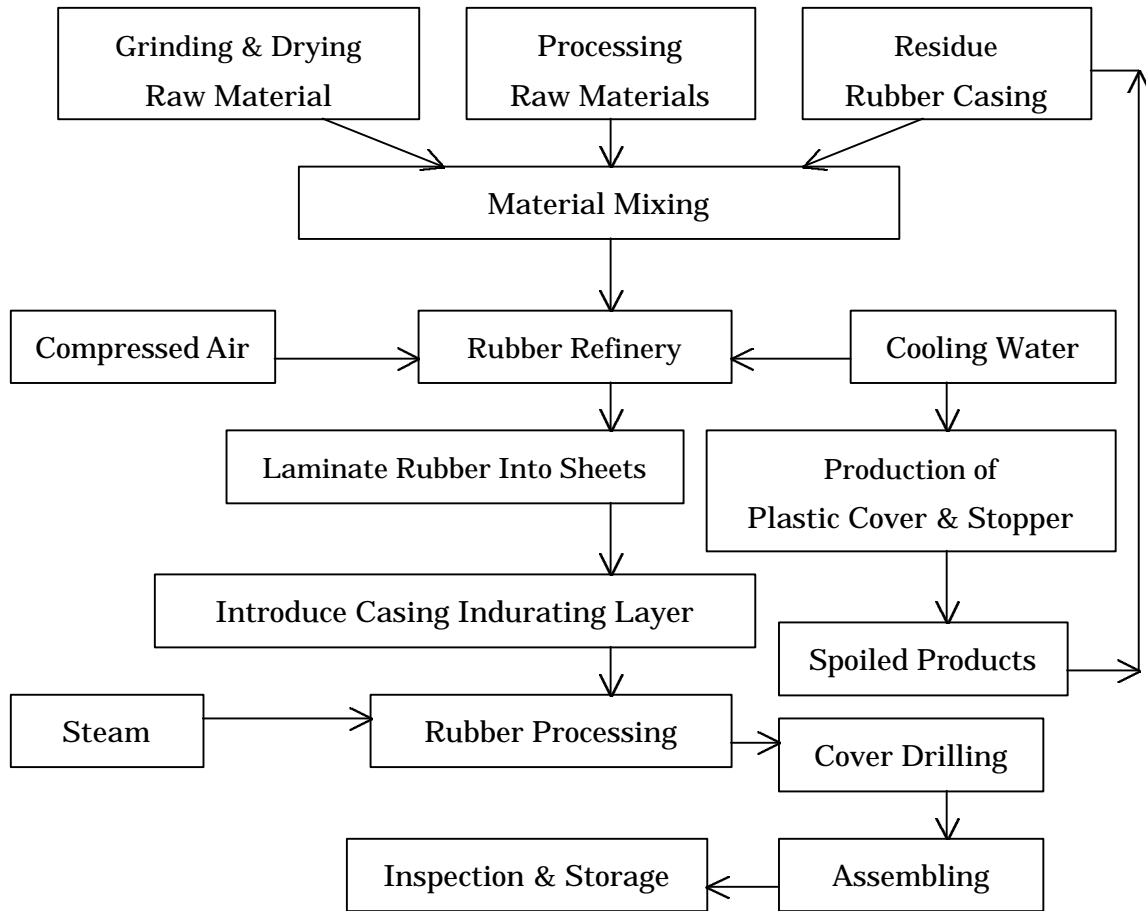 Grinding & Drying
Raw Material
Processing
Raw Materials
Residue
Rubber Casing
Material Mixing
Compressed Air
Rubber Refinery
Cooling Water
Laminate Rubber Into Sheets
Production of
Plastic Cover & Stopper
Introduce Casing Indurating Layer
Spoiled Products
Steam
Rubber Processing
Cover Drilling
Inspection & Storage
Assembling